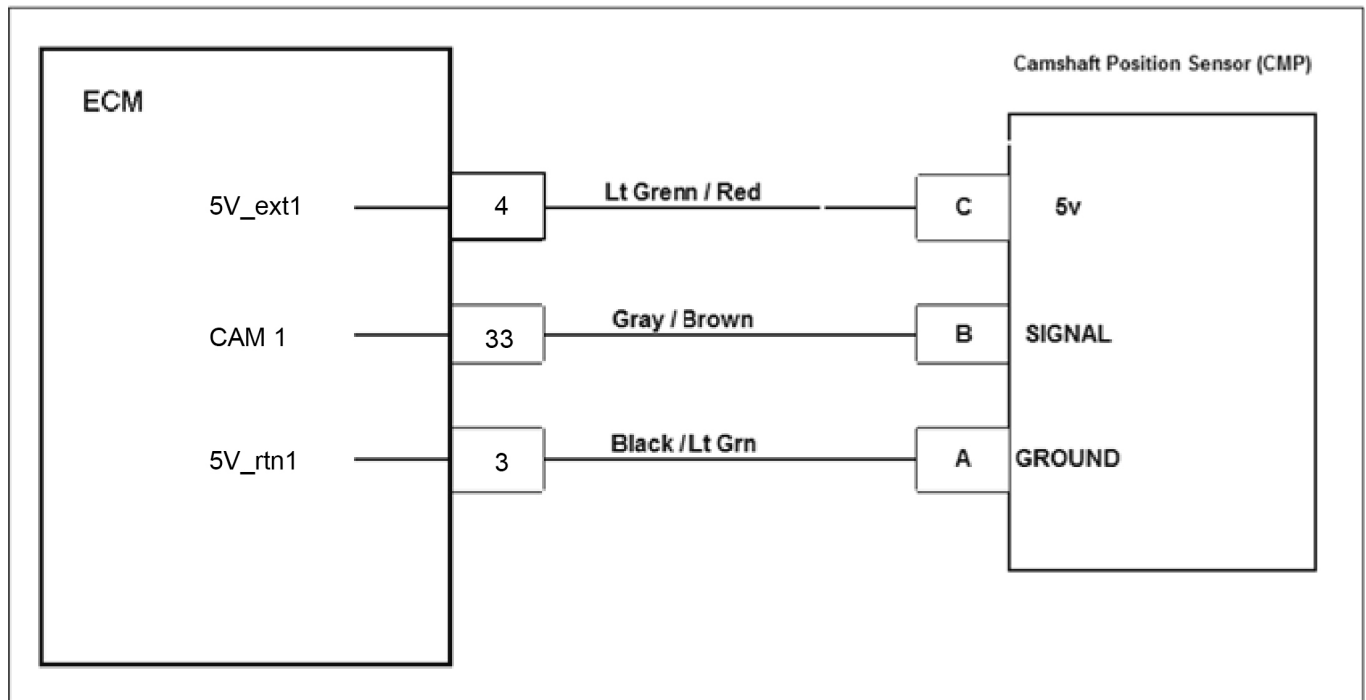 Camshaft Position Sensor (CMP)
ECM
5V_ext1
4
Lt Grenn / Red
C
5v
CAM 1
33
Gray / Brown
B
SIGNAL
5V_rtn1
3
Black /Lt Grn
A
GROUND